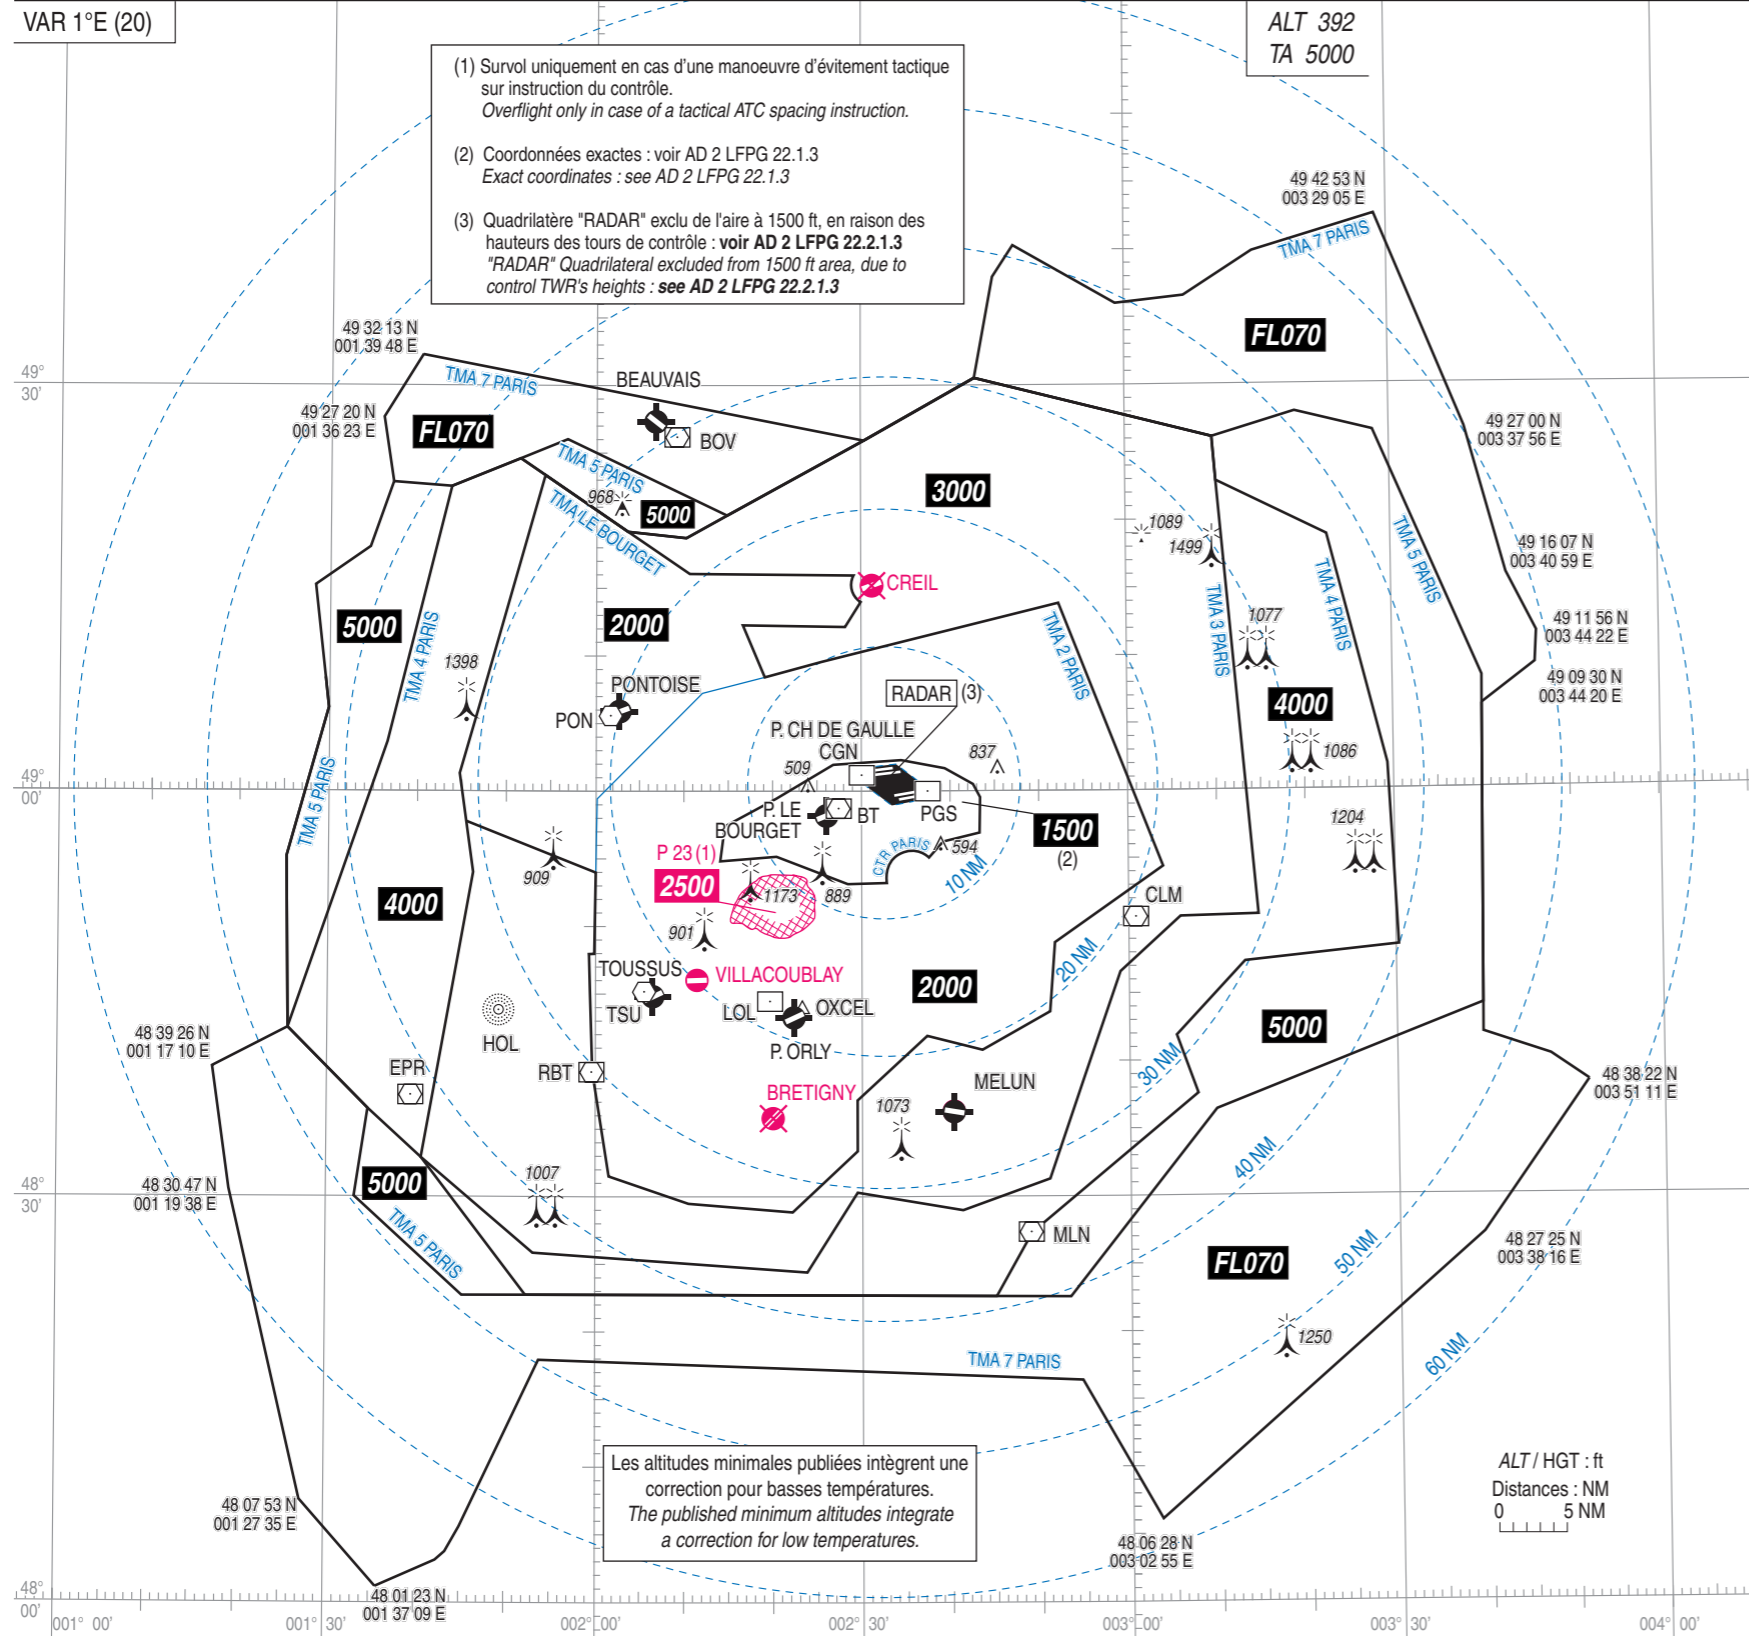 VAR 1°E (20)
ALT 392
TA 5000
(1) Survol uniquement en cas d'une manoeuvre d'évitement tactique
sur instruction du contrôle.
Overflight only in case of a tactical ATC spacing instruction.
(2) Coordonnées exactes : voir AD 2 LFPG 22.1.3
Exact coordinates : see AD 2 LFPG 22.1.3
(3) Quadrilatère "RADAR" exclu de l'aire à 1500 ft, en raison des
hauteurs des tours de contrôle : voir AD 2 LFPG 22.2.1.3
"RADAR" Quadrilateral excluded from 1500 ft area, due to
control TWR's heights : see AD 2 LFPG 22.2.1.3
49 42 53 N
003 29 05 E
TMA 7 PARIS
FL070
49 32 13 N
001 39 48 E
49°
30'
TMA 7 PARIS
BEAUVAIS
49 27 20 N
001 36 23 E
FL070
BOV
49 27 00 N
003 37 56 E
TMA 5 PARIS
968
5000
3000
TMA LE BOURGET
1089
1499
TMA 5 PARIS
49 16 07 N
003 40 59 E
CREIL
TMA 3 PARIS
TMA 4 PARIS
5000
2000
TMA 4 PARIS
1077
49 11 56 N
003 44 22 E
TMA 2 PARIS
1398
PONTOISE
PON
RADAR (3)
49 09 30 N
003 44 20 E
4000
P. CH DE GAULLE
CGN
837
1086
509
49°
00'
TMA 5 PARIS
P. LE
BOURGET
BT
PGS
1500
(2)
1204
CTR PARIS
594
10 NM
P 23 (1)
2500
909
1173
889
CLM
4000
901
20 NM
TOUSSUS
VILLACOUBLAY
2000
TSU
LOL
OXCEL
HOL
P. ORLY
5000
48 39 26 N
001 17 10 E
EPR
RBT
30 NM
MELUN
BRETIGNY
1073
48 38 22 N
003 51 11 E
40 NM
1007
5000
48 30 47 N
001 19 38 E
48°
30'
TMA 5 PARIS
MLN
50 NM
48 27 25 N
003 38 16 E
FL070
1250
TMA 7 PARIS
60 NM
Les altitudes minimales publiées intègrent une
correction pour basses températures.
The published minimum altitudes integrate
a correction for low temperatures.
ALT / HGT : ft
Distances : NM
0 5 NM
48 07 53 N
001 27 35 E
48 06 28 N
003 02 55 E
48 01 23 N
001 37 09 E
48°
00'
001° 00'
001° 30'
002° 00'
002° 30'
003° 00'
003° 30'
004° 00'